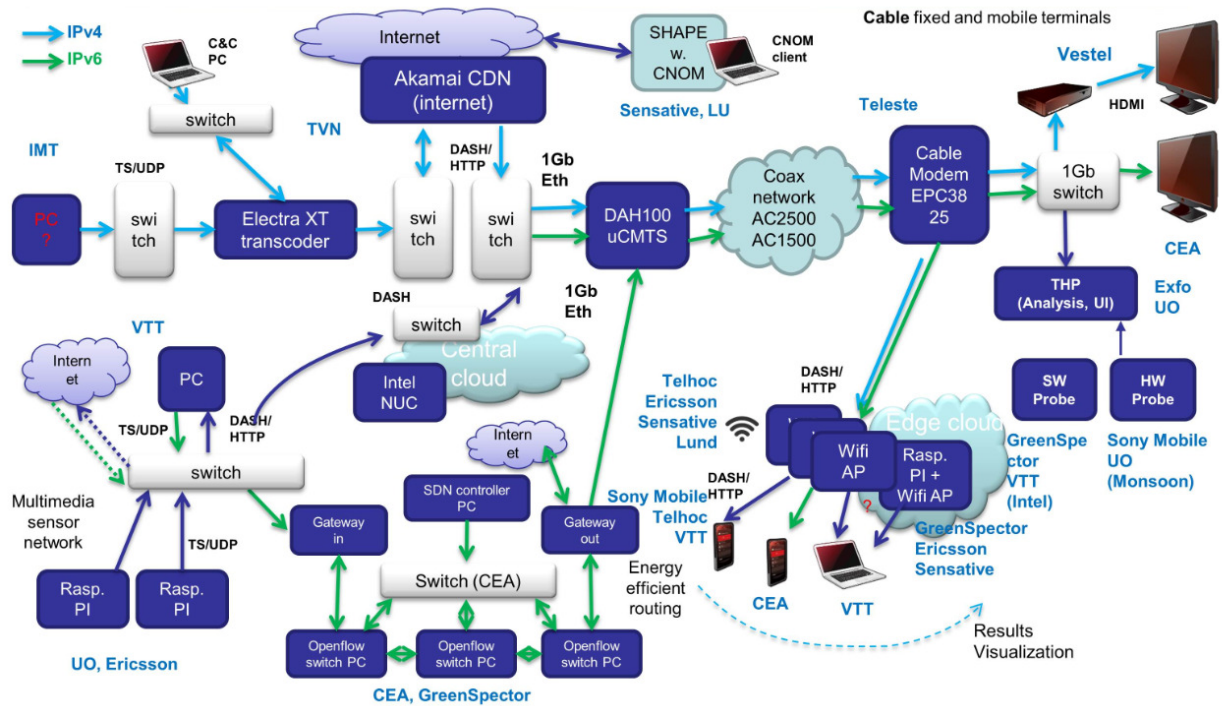 IPv4
IPv6
C&C
PC
Internet
Akamai CDN
(internet)
SHAPE
w.
CNOM
CNOM
client
Sensative, LU
Cable fixed and mobile terminals
Vestel
HDMI
Teleste
switch
TVN
IMT
TS/UDP
DASH/
HTTP
1Gb
Eth
PC
?
swi
tch
Electra XT
transcoder
swi
tch
swi
tch
DAH100
uCMTS
Coax
network
AC2500
AC1500
Cable
Modem
EPC38
25
1Gb
switch
CEA
1Gb
Eth
THP
(Analysis, UI)
Exfo
UO
DASH
switch
Central
cloud
Intel
NUC
VTT
Intern
et
PC
TS/UDP
DASH/
HTTP
switch
Multimedia
sensor
network
TS/UDP
Rasp.
PI
Rasp.
PI
UO, Ericsson
Intern
et
SDN controller
PC
Gateway
in
Gateway
out
Switch (CEA)
Openflow
switch PC
Openflow
switch PC
Openflow
switch PC
CEA, GreenSpector
Telhoc
Ericsson
Sensative
Lund
DASH/
HTTP
Edge cloud
Wifi
AP
Rasp.
PI +
Wifi AP
?
DASH/
HTTP
Sony Mobile
Telhoc
VTT
GreenSpector
Ericsson
Sensative
Energy
efficient
routing
CEA
VTT
Results
Visualization
SW
Probe
HW
Probe
GreenSpe
ctor
VTT
(Intel)
Sony Mobile
UO
(Monsoon)